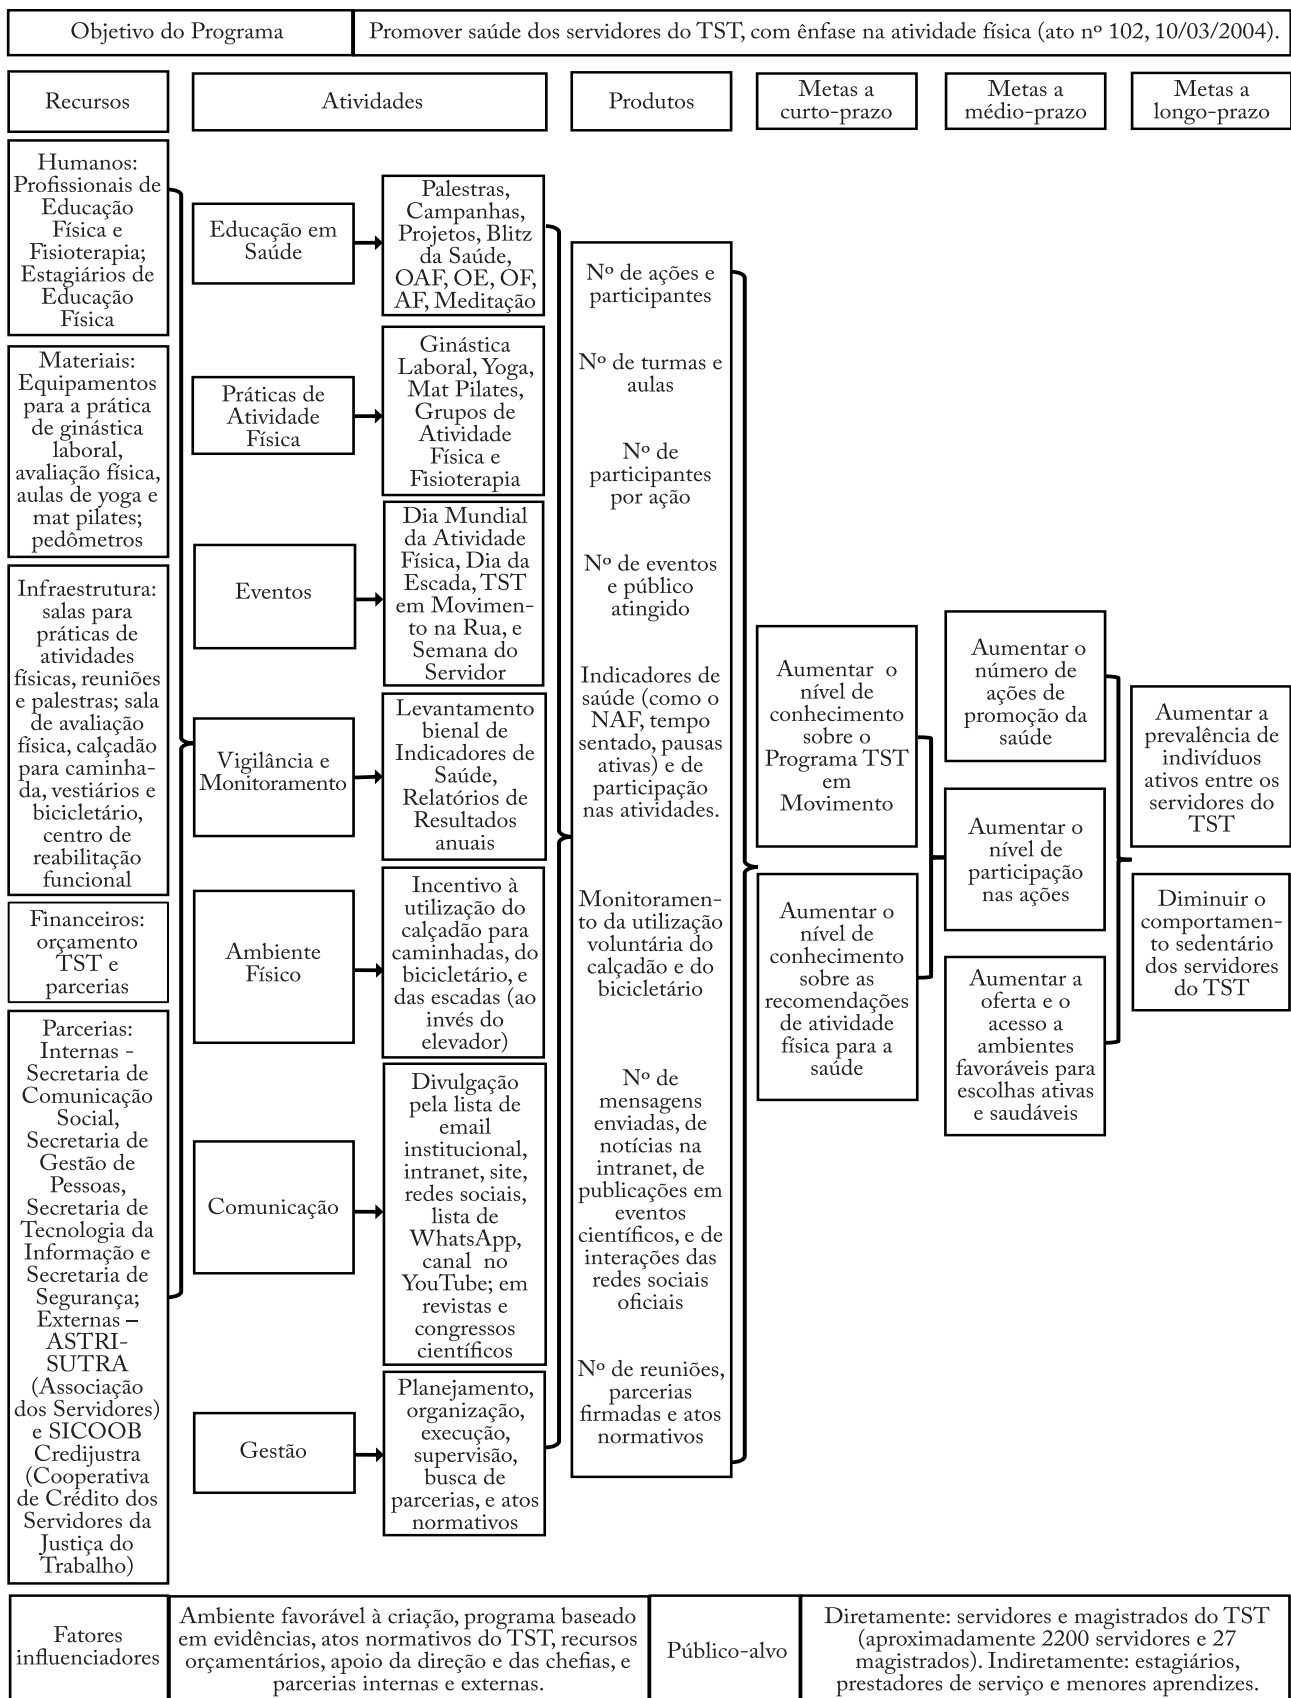 Objetivo do Programa
Promover saúde dos servidores do TST, com ênfase na atividade física (ato nº 102, 10/03/2004).
Recursos
Atividades
Produtos
Metas a
curto-prazo
Metas a
médio-prazo
Metas a
longo-prazo
Humanos:
Profissionais de
Educação
Física e
Fisioterapia;
Estagiários de
Educação
Física
Materiais:
Equipamentos
para a prática
de ginástica
laboral,
avaliação física,
aulas de yoga e
mat pilates;
pedômetros
Infraestrutura:
salas para
práticas de
atividades
físicas, reuniões
e palestras; sala
de avaliação
física, calçadão
para caminha-
da, vestiários e
bicicletário,
centro de
reabilitação
funcional
Financeiros:
orçamento
TST e
parcerias
Parcerias:
Internas -
Secretaria de
Comunicação
Social,
Secretaria de
Gestão de
Pessoas,
Secretaria de
Tecnologia da
Informação e
Secretaria de
Segurança;
Externas –
ASTRI-
SUTRA
(Associação
dos Servidores)
e SICOOB
Credijustra
(Cooperativa
de Crédito dos
Servidores da
Justiça do
Trabalho)
Educação em
Saúde
Palestras,
Campanhas,
Projetos, Blitz
da Saúde,
OAF, OE, OF,
AF, Meditação
Práticas de
Atividade
Física
Ginástica
Laboral, Yoga,
Mat Pilates,
Grupos de
Atividade
Física e
Fisioterapia
Eventos
Dia Mundial
da Atividade
Física, Dia da
Escada, TST
em Movimen-
to na Rua, e
Semana do
Servidor
Vigilância e
Monitoramento
Levantamento
bienal de
Indicadores de
Saúde,
Relatórios de
Resultados
anuais
Ambiente
Físico
Incentivo à
utilização do
calçadão para
caminhadas, do
bicicletário, e
das escadas (ao
invés do
elevador)
Comunicação
Divulgação
pela lista de
email
institucional,
intranet, site,
redes sociais,
lista de
WhatsApp,
canal no
YouTube; em
revistas e
congressos
científicos
Gestão
Planejamento,
organização,
execução,
supervisão,
busca de
parcerias, e atos
normativos
Nº de ações e
participantes
Nº de turmas e
aulas
Nº de
participantes
por ação
Nº de eventos
e público
atingido
Indicadores de
saúde (como o
NAF, tempo
sentado, pausas
ativas) e de
participação
nas atividades.
Monitoramen-
to da utilização
voluntária do
calçadão e do
bicicletário
Nº de
mensagens
enviadas, de
notícias na
intranet, de
publicações em
eventos
científicos, e de
interações das
redes sociais
oficiais
Nº de reuniões,
parcerias
firmadas e atos
normativos
Aumentar o
nível de
conhecimento
sobre o
Programa TST
em
Movimento
Aumentar o
nível de
conhecimento
sobre as
recomendações
de atividade
física para a
saúde
Aumentar o
número de
ações de
promoção da
saúde
Aumentar o
nível de
participação
nas ações
Aumentar a
oferta e o
acesso a
ambientes
favoráveis para
escolhas ativas
e saudáveis
Aumentar a
prevalência de
indivíduos
ativos entre os
servidores do
TST
Diminuir o
comportamen-
to sedentário
dos servidores
do TST
Fatores
influenciadores
Ambiente favorável à criação, programa baseado
em evidências, atos normativos do TST, recursos
orçamentários, apoio da direção e das chefias, e
parcerias internas e externas.
Público-alvo
Diretamente: servidores e magistrados do TST
(aproximadamente 2200 servidores e 27
magistrados). Indiretamente: estagiários,
prestadores de serviço e menores aprendizes.